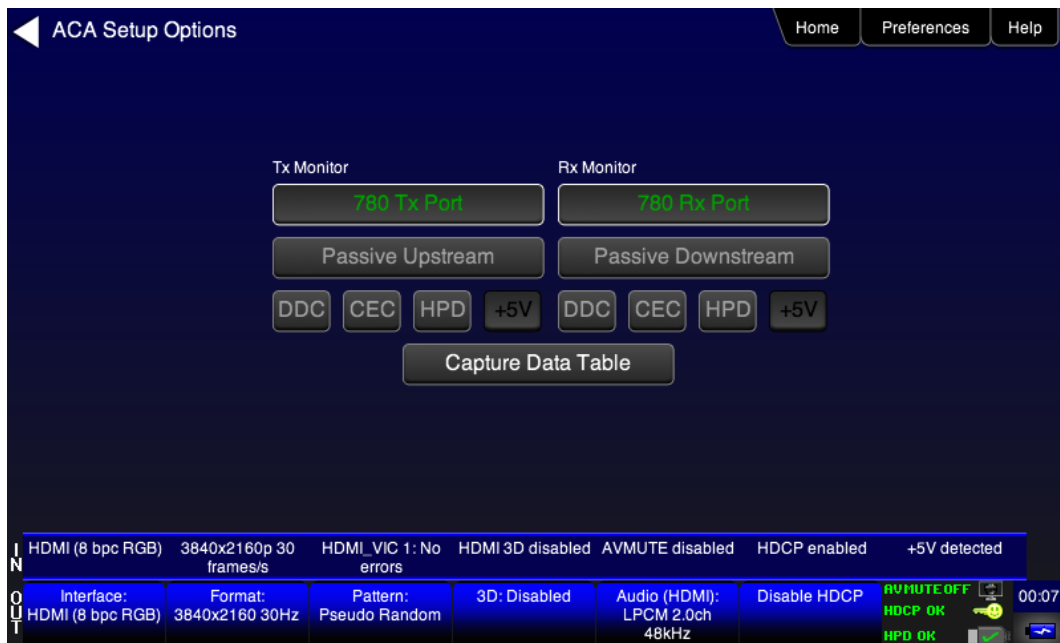 ACA Setup Options
Home
Preferences
Help
Tx Monitor
Rx Monitor
780 Tx Port
780 Rx Port
Passive Upstream
Passive Downstream
DDC
CEC
HPD
+5V
DDC
CEC
HPD
+5V
Capture Data Table
IN
HDMI (8 bpc RGB)
3840x2160p 30
frames/s
HDMI_VIC 1: No
errors
HDMI 3D disabled
AVMUTE disabled
HDCP enabled
+5V detected
OUT
Interface:
HDMI (8 bpc RGB)
Format:
3840x2160 30Hz
Pattern:
Pseudo Random
3D: Disabled
Audio (HDMI):
LPCM 2.0ch
48kHz
Disable HDCP
AVMUTE OFF
HDCP OK
HPD OK
00:07